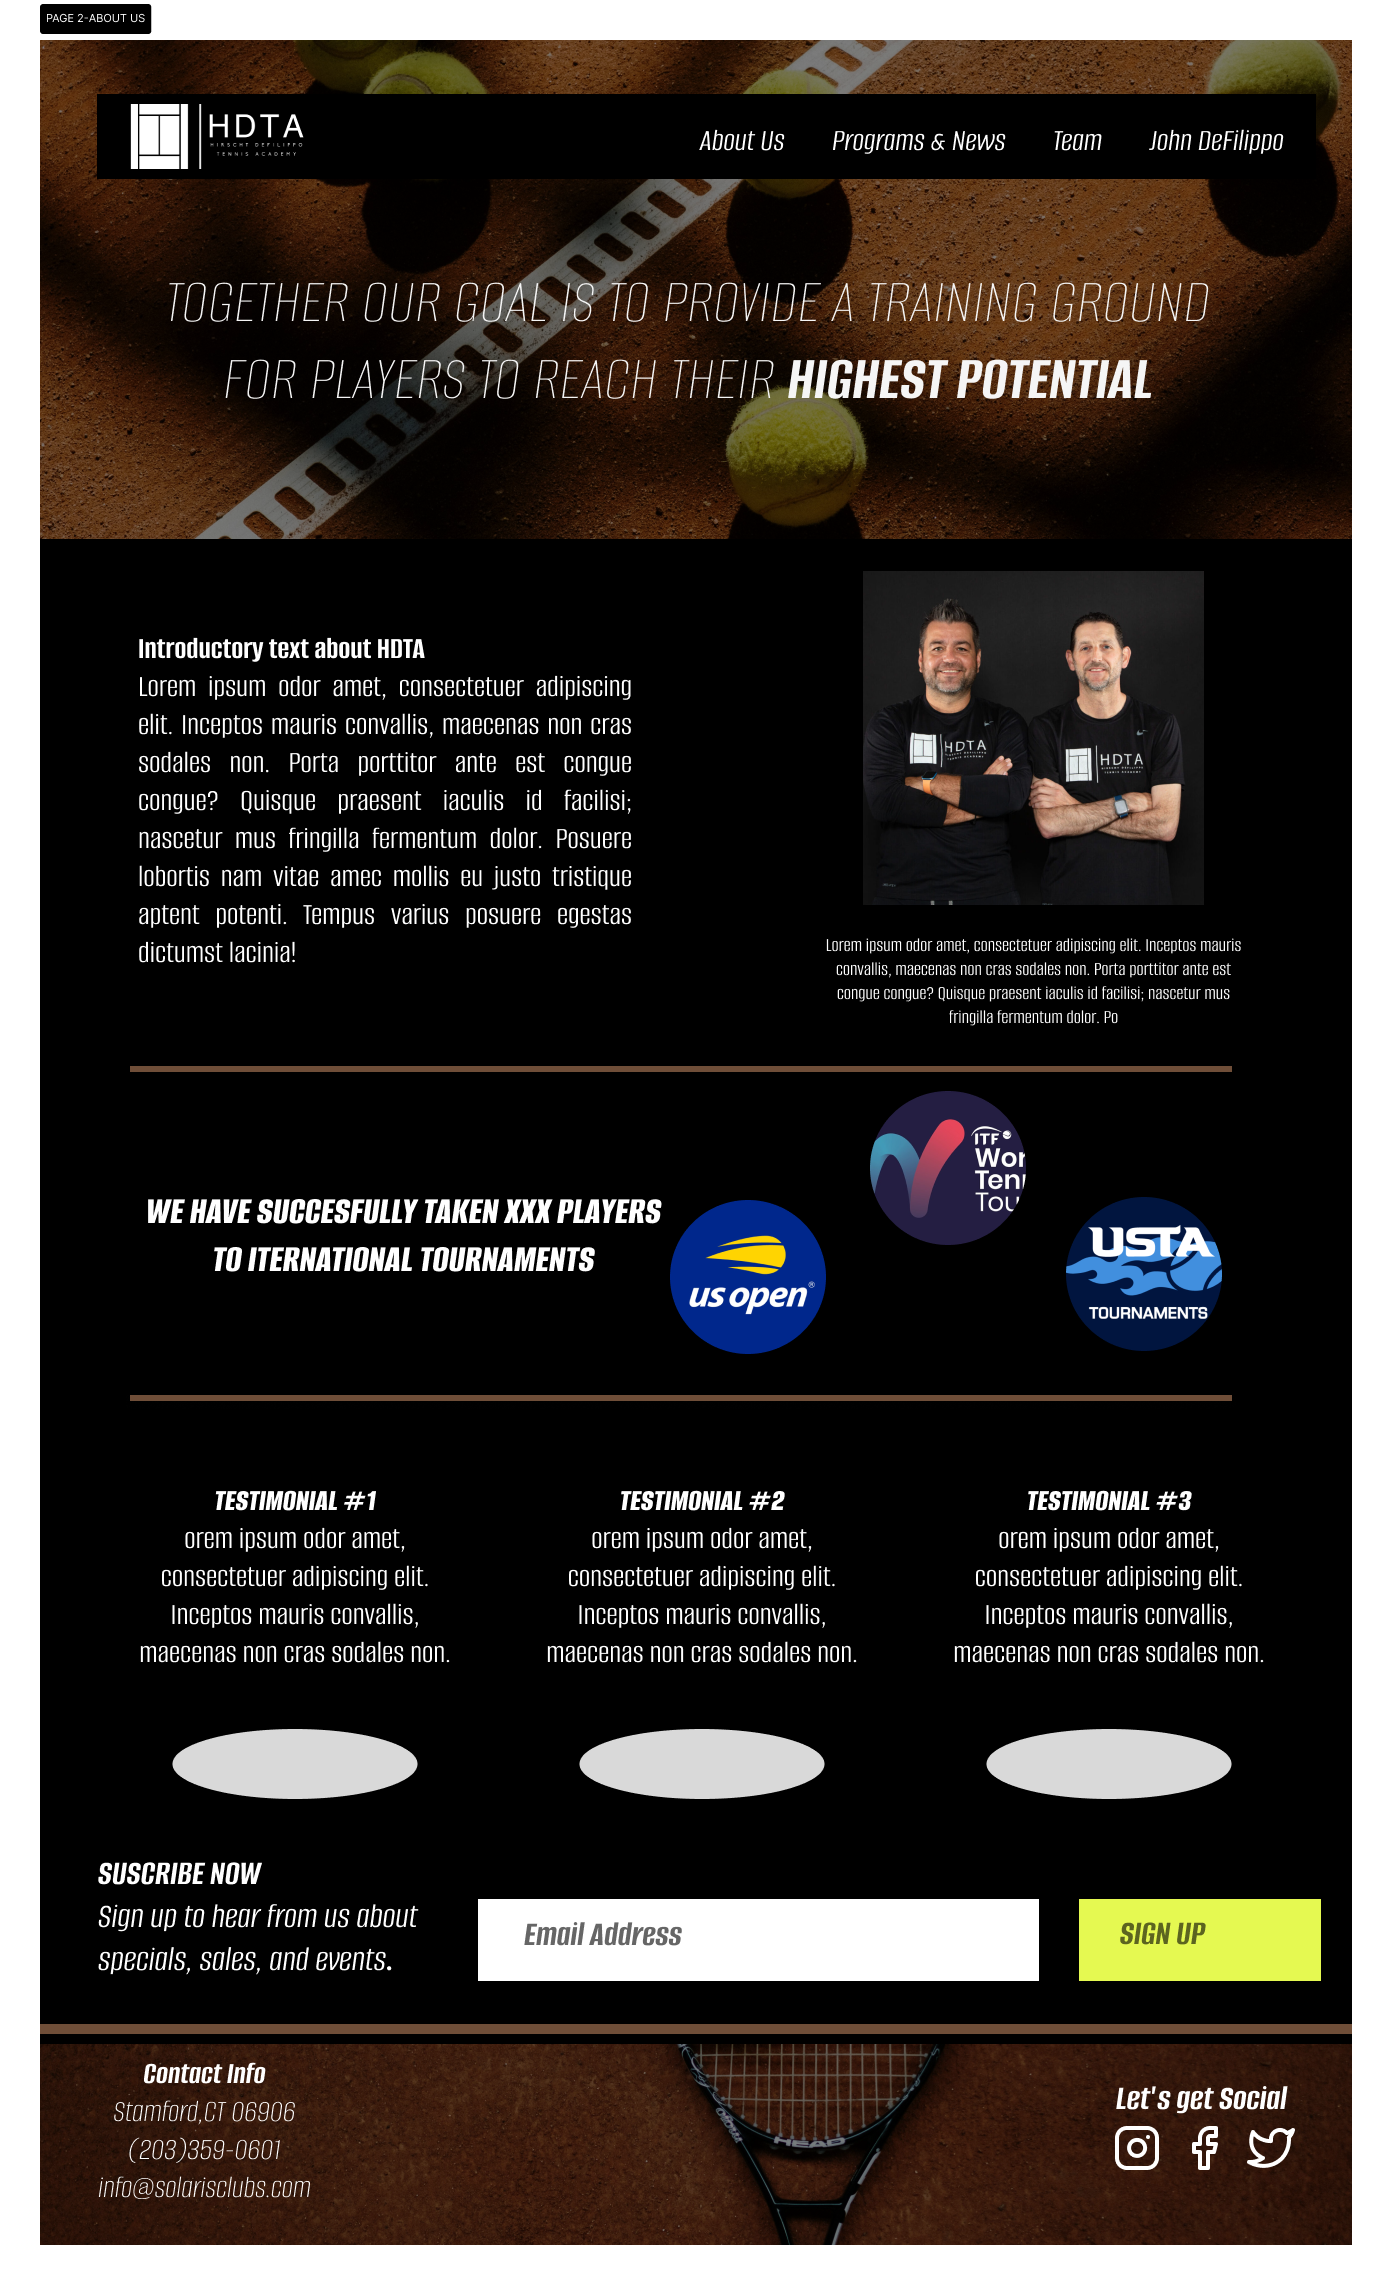 PAGE 2-ABOUT US
HDTA
HIRSCHT DEFILIPPO
TENNIS ACADEMY
About Us Programs & News Team John DeFilippo
TOGETHER OUR GOAL IS TO PROVIDE A TRAINING GROUND
FOR PLAYERS TO REACH THEIR HIGHEST POTENTIAL
Introductory text about HDTA
Lorem ipsum odor amet, consectetuer adipiscing
elit. Inceptos mauris convallis, maecenas non cras
sodales non. Porta porttitor ante est congue
congue? Quisque praesent iaculis id facilisi;
nascetur mus fringilla fermentum dolor. Posuere
lobortis nam vitae amec mollis eu justo tristique
aptent potenti. Tempus varius posuere egestas
dictumst lacinia!
HDTA
HIRSCHT DEFILIPPO
TENNIS ACADEMY
HDTA
HIRSCHT DEFILIPPO
TENNIS ACADEMY
Lorem ipsum odor amet, consectetuer adipiscing elit. Inceptos mauris
convallis, maecenas non cras sodales non. Porta porttitor ante est
congue congue? Quisque praesent iaculis id facilisi; nascetur mus
fringilla fermentum dolor. Po
WE HAVE SUCCESFULLY TAKEN XXX PLAYERS
TO ITERNATIONAL TOURNAMENTS
us open®
ITF
Wor
Ten
Tou
USTA
TOURNAMENTS
TESTIMONIAL #1
orem ipsum odor amet,
consectetuer adipiscing elit.
Inceptos mauris convallis,
maecenas non cras sodales non.
TESTIMONIAL #2
orem ipsum odor amet,
consectetuer adipiscing elit.
Inceptos mauris convallis,
maecenas non cras sodales non.
TESTIMONIAL #3
orem ipsum odor amet,
consectetuer adipiscing elit.
Inceptos mauris convallis,
maecenas non cras sodales non.
SUSCRIBE NOW
Sign up to hear from us about
specials, sales, and events.
Email Address
SIGN UP
Contact Info
Stamford,CT 06906
(203)359-0601
info@solarisclubs.com
HEAD
Let's get Social